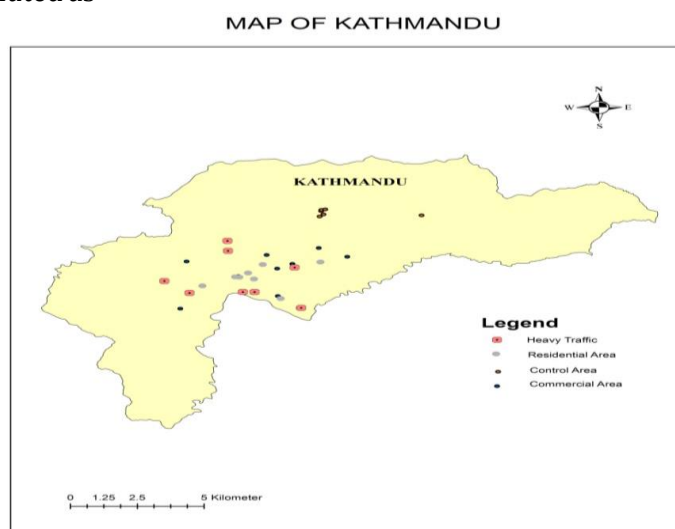 MAP OF KATHMANDU
N
W E
S
KATHMANDU
Legend
Heavy Traffic
Residential Area
Control Area
Commercial Area
0 1.25 2.5 5 Kilometer